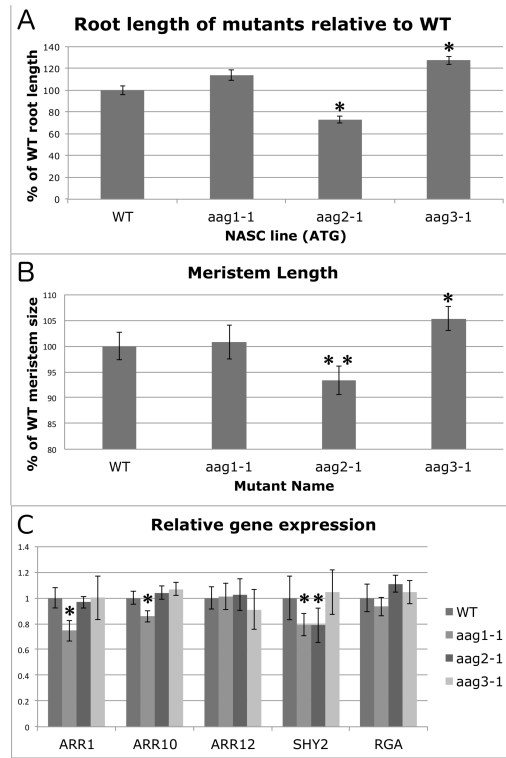 A
Root length of mutants relative to WT
% of WT root length
140
120
100
80
60
40
20
0
*
*
WT aag1-1 aag2-1 aag3-1
NASC line (ATG)
B
Meristem Length
% of WT meristem size
110
105
100
95
90
85
80
* *
*
WT aag1-1 aag2-1 aag3-1
Mutant Name
C
Relative gene expression
1.4
1.2
1
0.8
0.6
0.4
0.2
0
*
*
* *
ARR1 ARR10 ARR12 SHY2 RGA
WT
aag1-1
aag2-1
aag3-1